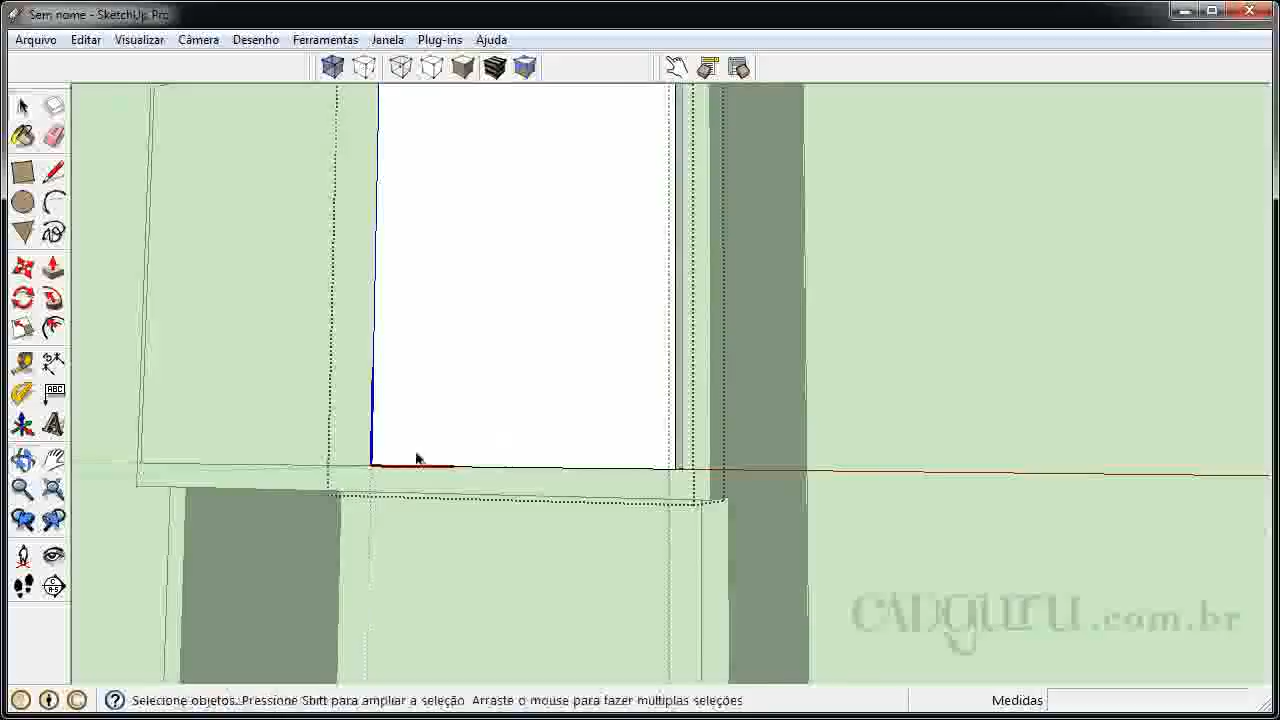 Sem nome - SketchUp Pro
Arquivo Editar Visualizar Câmera Desenho Ferramentas Janela Plug-ins Ajuda
ABC
CADguru.com.br
Selecione objetos. Pressione Shift para ampliar a seleção. Arraste o mouse para fazer múltiplas seleções
Medidas